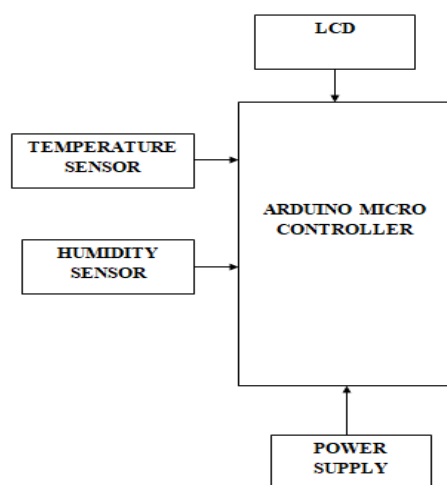 LCD
TEMPERATURE
SENSOR
ARDUINO MICRO
CONTROLLER
HUMIDITY
SENSOR
POWER
SUPPLY